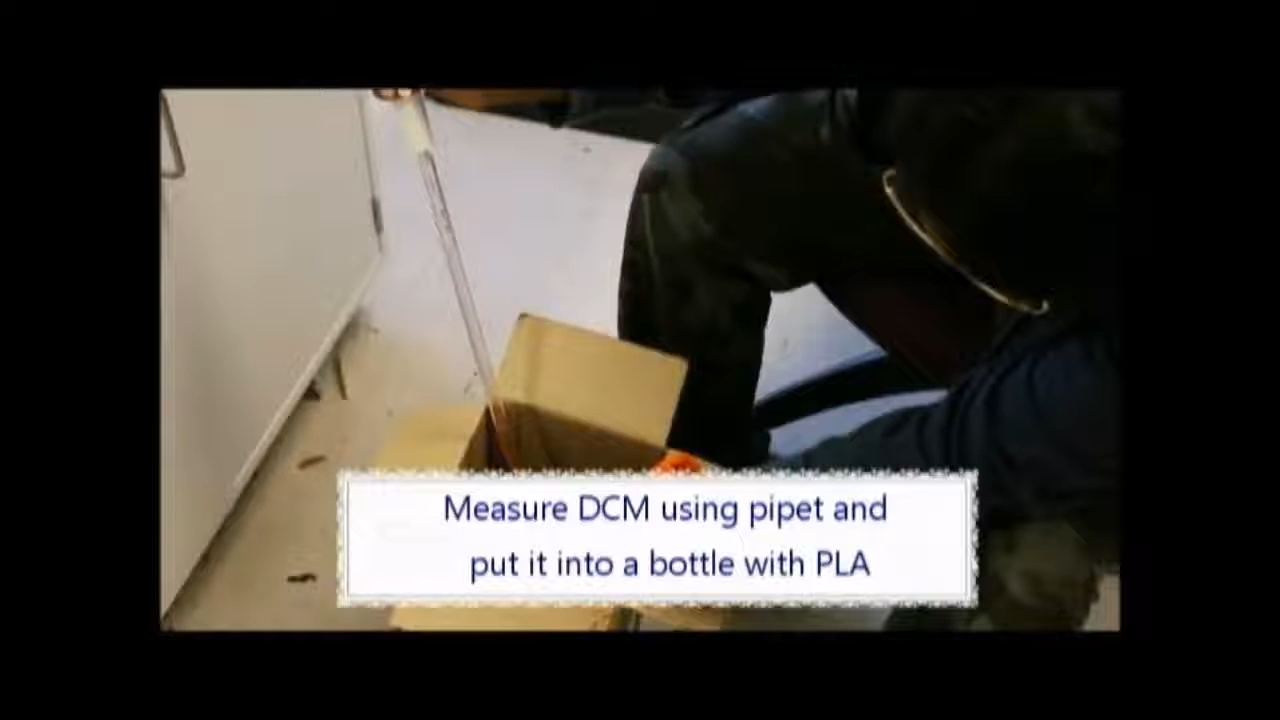 Measure DCM using pipet and
put it into a bottle with PLA